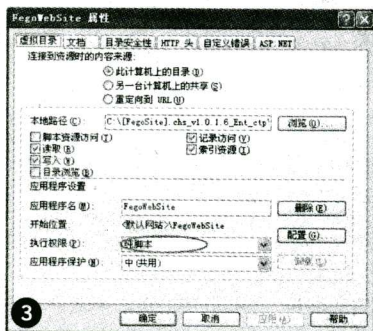 FegoWebSite 属性
虚拟目录 文档 目录安全性 HTTP 头 自定义错误 ASP.NET
连接到资源时的内容来源:
此计算机上的目录(D)
另一台计算机上的共享(S)
重定向到 URL(U)
本地路径(C): C:\[FegoSite].chs_v1.0.1.6_Ent_ctp 浏览(O)...
脚本资源访问(T) 记录访问(V)
读取(R) 索引资源(I)
写入(W)
目录浏览(B)
应用程序设置
应用程序名(M): FegoWebSite 删除(E)
开始位置 <默认网站>\FegoWebSite
执行权限(P): 纯脚本 配置(G)...
应用程序保护(N): 中(共用)
3 确定 取消 应用(A) 帮助